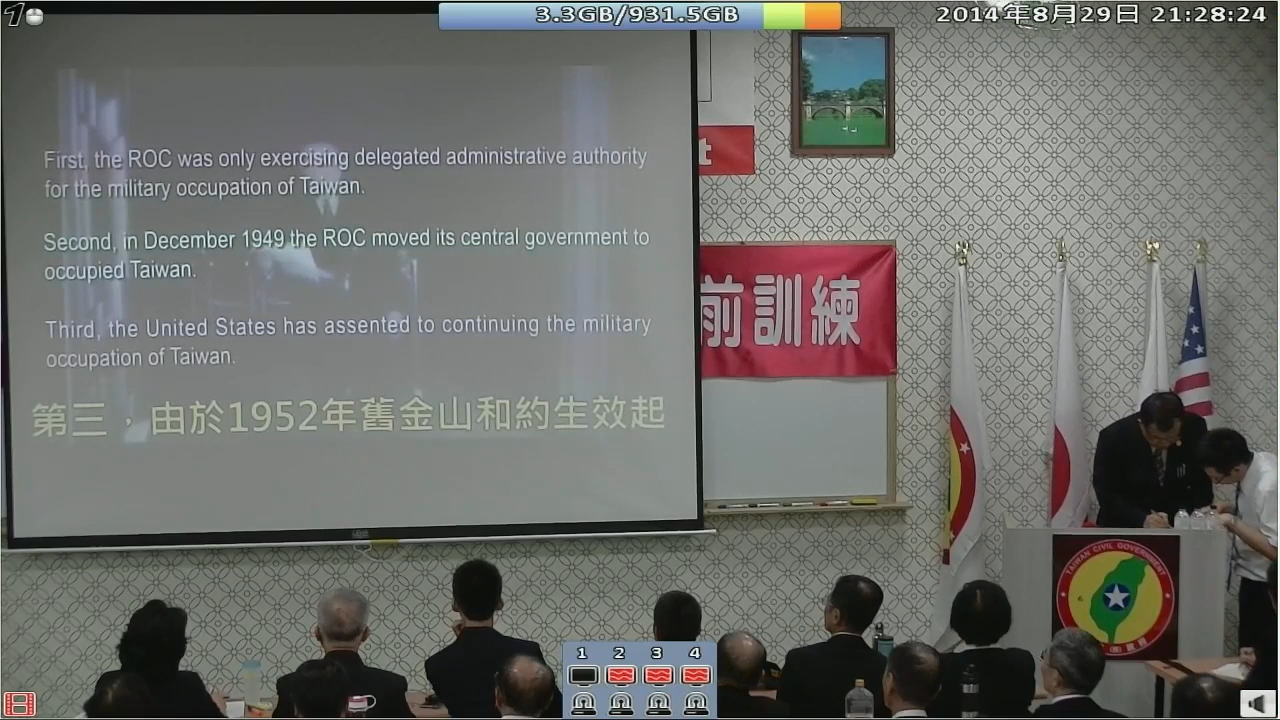 1
3.3GB/931.5GB
2014年8月29日 21:28:24
First, the ROC was only exercising delegated administrative authority
for the military occupation of Taiwan.
Second, in December 1949 the ROC moved its central government to
occupied Taiwan.
Third, the United States has assented to continuing the military
occupation of Taiwan.
第三，由於1952年舊金山和約生效起
t
前訓練
TAIWAN CIVIL GOVERNMENT
1 2 3 4